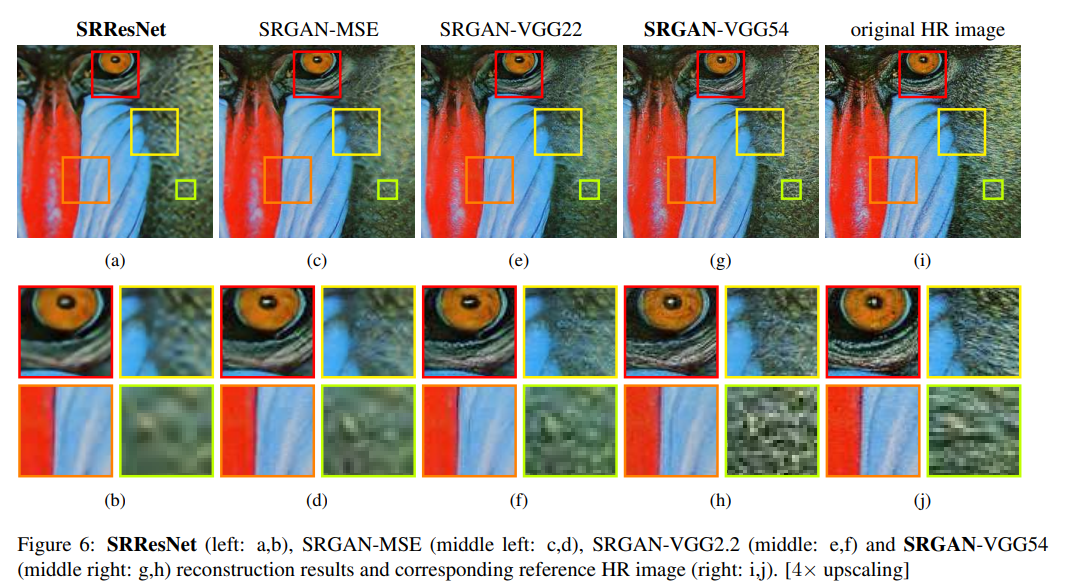 SRResNet SRGAN-MSE SRGAN-VGG22 SRGAN-VGG54 original HR image
(a) (c) (e) (g) (i)
(b) (d) (f) (h) (j)
Figure 6: SRResNet (left: a,b), SRGAN-MSE (middle left: c,d), SRGAN-VGG2.2 (middle: e,f) and SRGAN-VGG54
(middle right: g,h) reconstruction results and corresponding reference HR image (right: i,j). [4× upscaling]